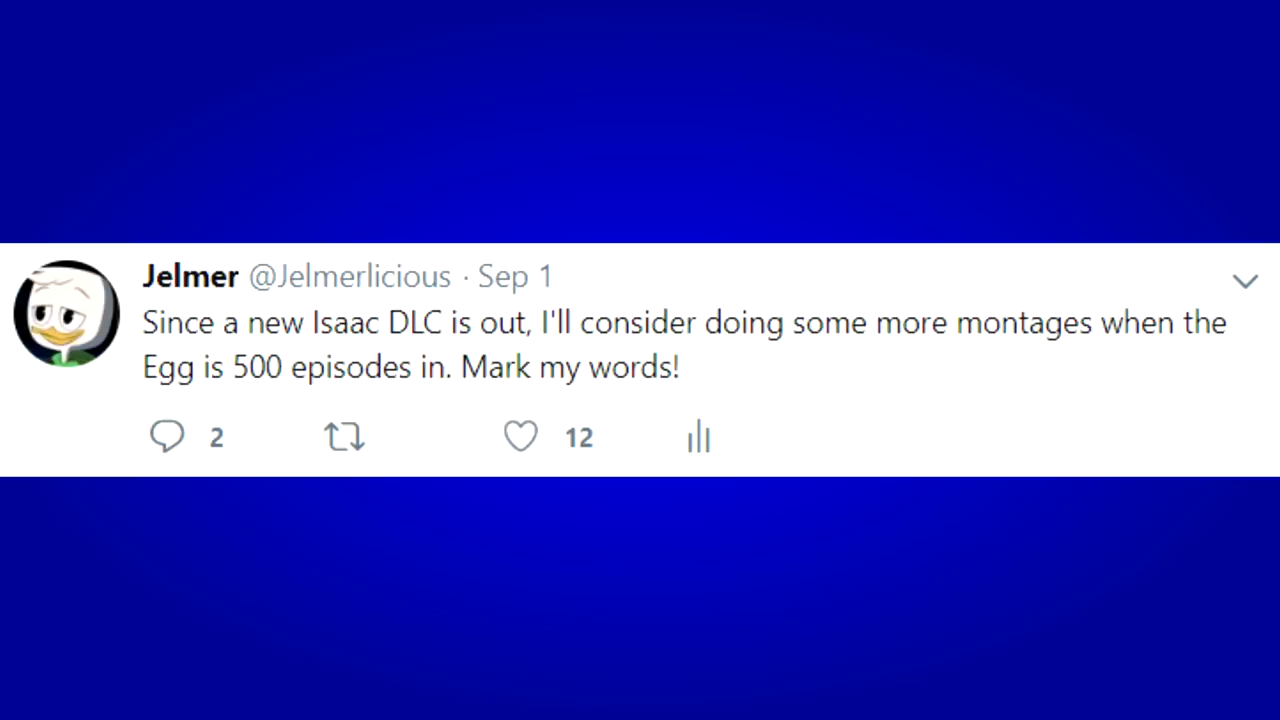 Jelmer @Jelmerlicious · Sep 1
Since a new Isaac DLC is out, I'll consider doing some more montages when the
Egg is 500 episodes in. Mark my words!
2 12